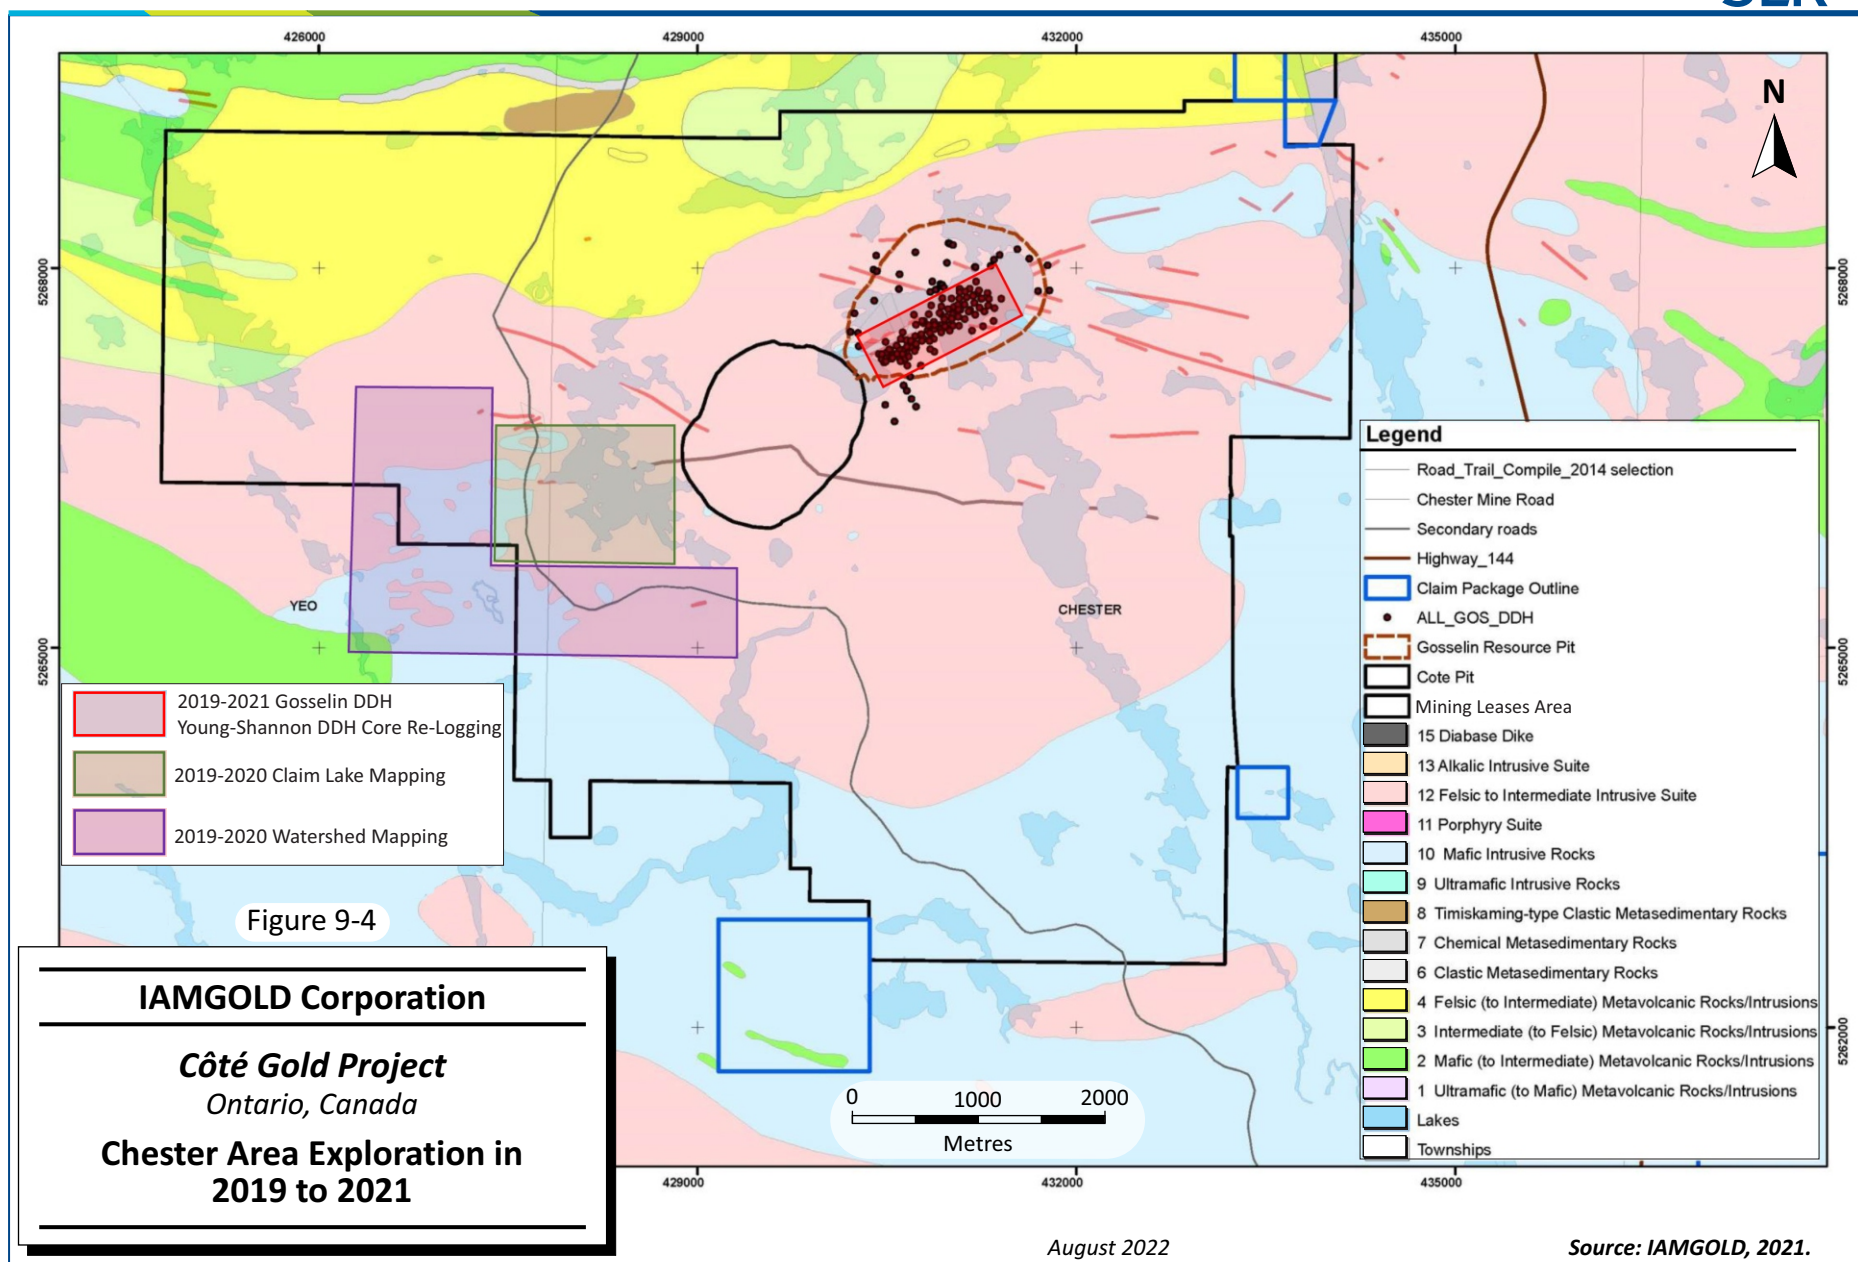 426000
429000
432000
435000
N
5268000
5268000
YEO
CHESTER
5265000
5265000
Legend
Road_Trail_Compile_2014 selection
Chester Mine Road
Secondary roads
Highway_144
Claim Package Outline
ALL_GOS_DDH
Gosselin Resource Pit
Cote Pit
Mining Leases Area
15 Diabase Dike
13 Alkalic Intrusive Suite
12 Felsic to Intermediate Intrusive Suite
11 Porphyry Suite
10 Mafic Intrusive Rocks
9 Ultramafic Intrusive Rocks
8 Timiskaming-type Clastic Metasedimentary Rocks
7 Chemical Metasedimentary Rocks
6 Clastic Metasedimentary Rocks
4 Felsic (to Intermediate) Metavolcanic Rocks/Intrusions
3 Intermediate (to Felsic) Metavolcanic Rocks/Intrusions
2 Mafic (to Intermediate) Metavolcanic Rocks/Intrusions
1 Ultramafic (to Mafic) Metavolcanic Rocks/Intrusions
Lakes
Townships
5262000
2019-2021 Gosselin DDH
Young-Shannon DDH Core Re-Logging
2019-2020 Claim Lake Mapping
2019-2020 Watershed Mapping
Figure 9-4
IAMGOLD Corporation
Côté Gold Project
Ontario, Canada
Chester Area Exploration in
2019 to 2021
0 1000 2000
Metres
429000
432000
435000
August 2022
Source: IAMGOLD, 2021.